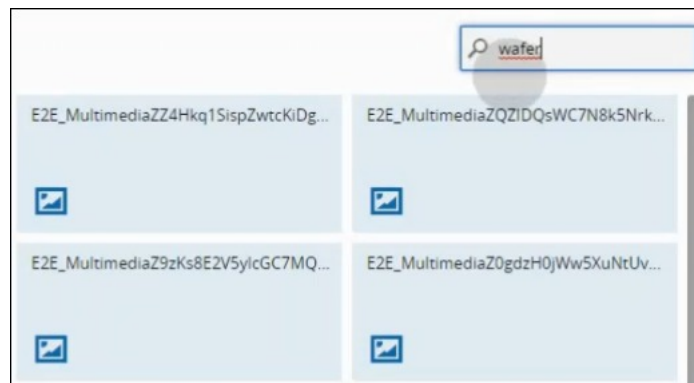 wafer
E2E_MultimediaZZ4Hkq1SispZwtcKiDg...
E2E_MultimediaZQZIDQsWC7N8k5Nrk...
E2E_MultimediaZ9zKs8E2V5ylcGC7MQ...
E2E_MultimediaZ0gdzH0jWw5XuNtUv...